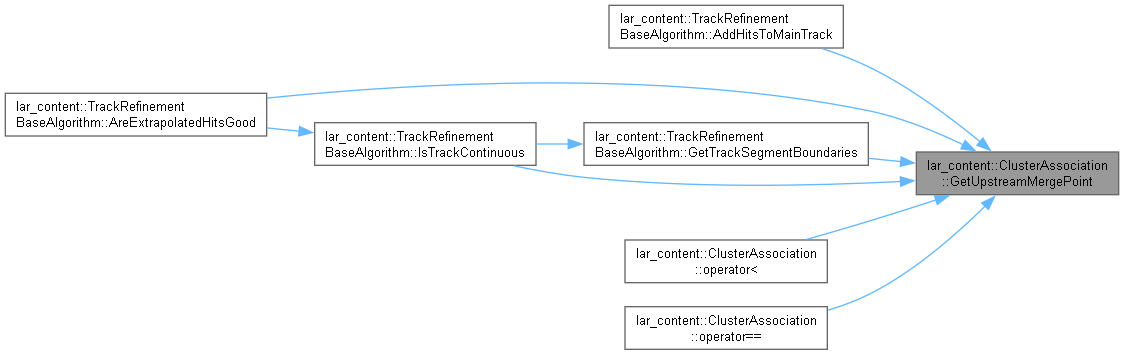 lar_content::TrackRefinement
BaseAlgorithm::AddHitsToMainTrack
lar_content::TrackRefinement
BaseAlgorithm::AreExtrapolatedHitsGood
lar_content::TrackRefinement
BaseAlgorithm::IsTrackContinuous
lar_content::TrackRefinement
BaseAlgorithm::GetTrackSegmentBoundaries
lar_content::ClusterAssociation
::GetUpstreamMergePoint
lar_content::ClusterAssociation
::operator<
lar_content::ClusterAssociation
::operator==